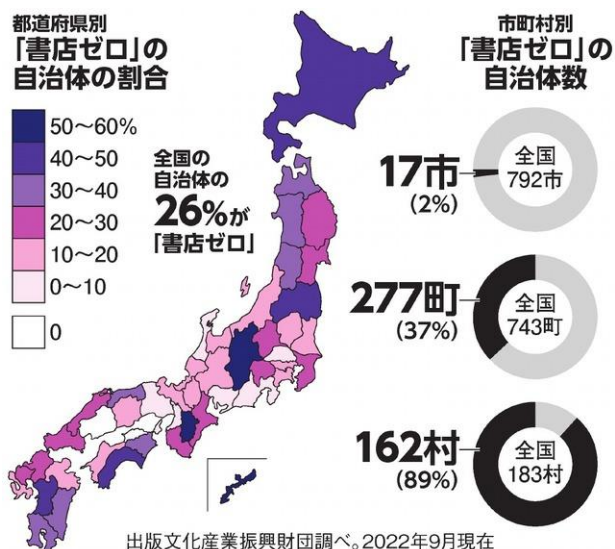 都道府県別
「書店ゼロ」の
自治体の割合
50～60%
40～50
30～40
20～30
10～20
0～10
0
全国の
自治体の
26%が
「書店ゼロ」
市町村別
「書店ゼロ」の
自治体数
17市
(2%)
全国
792市
277町
(37%)
全国
743町
162村
(89%)
全国
183村
出版文化産業振興財団調べ。2022年9月現在